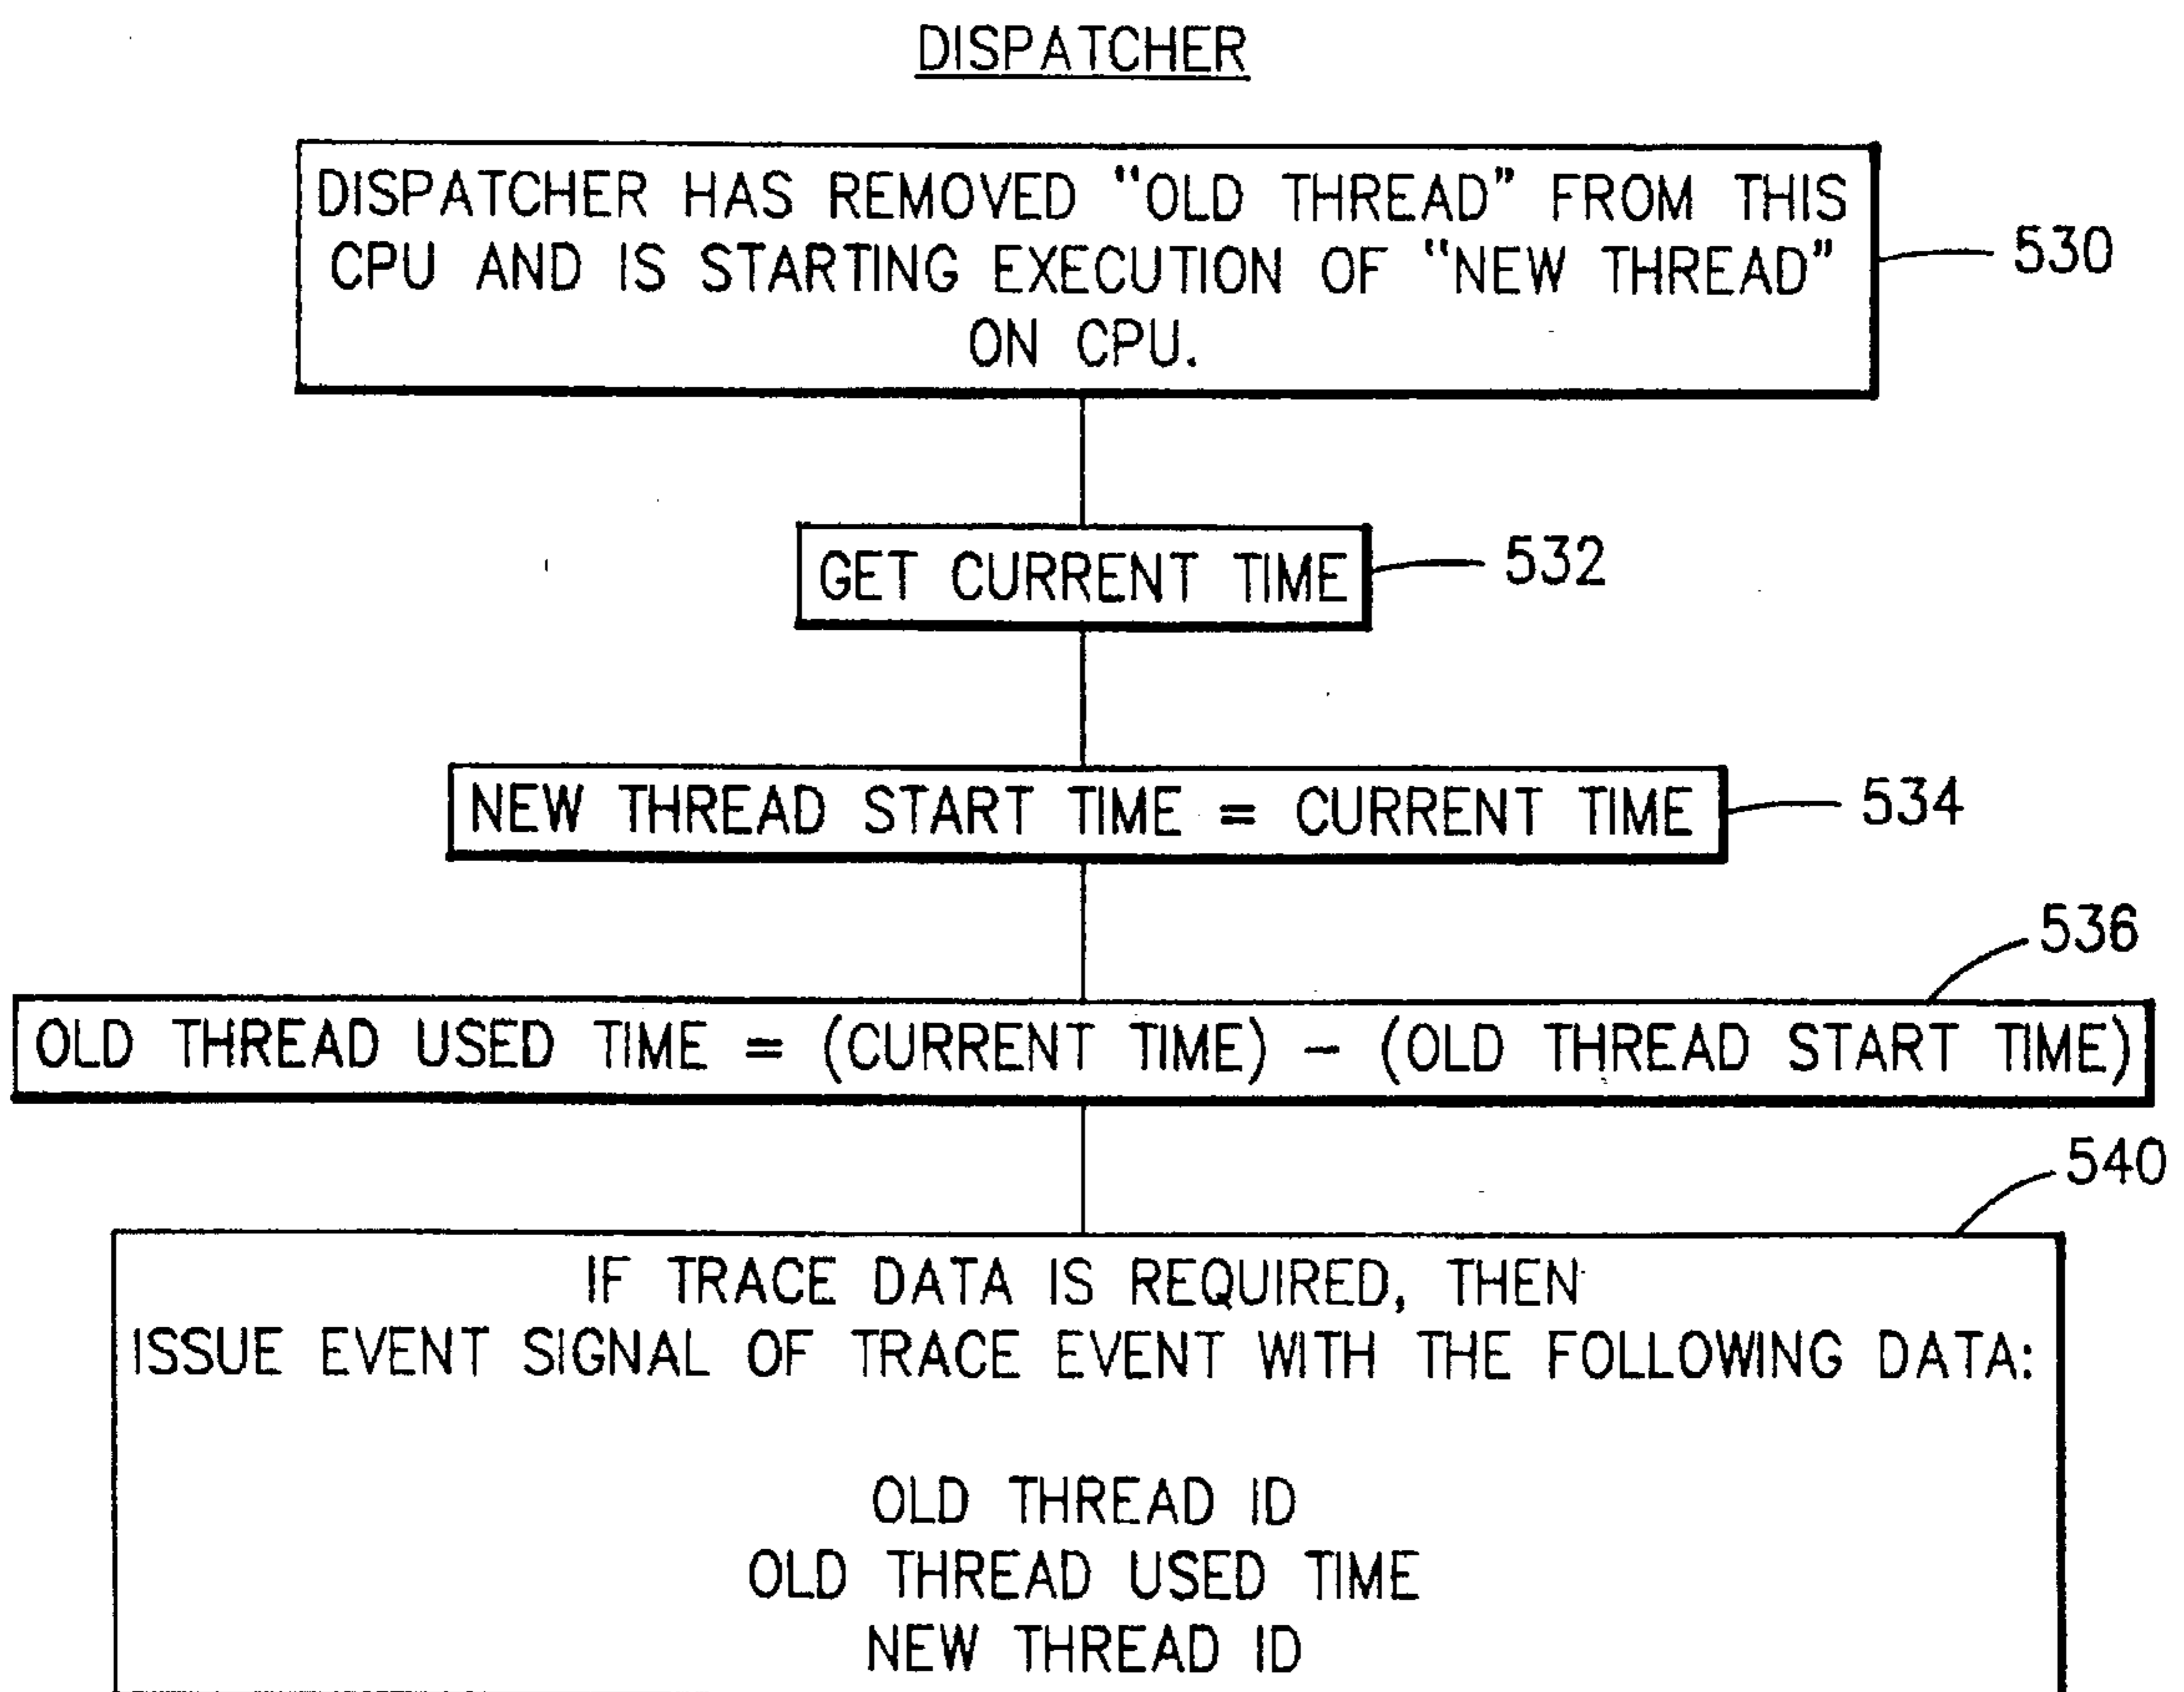 DISPATCHER
DISPATCHER HAS REMOVED "OLD THREAD" FROM THIS
CPU AND IS STARTING EXECUTION OF "NEW THREAD"
ON CPU.
530
GET CURRENT TIME
532
NEW THREAD START TIME = CURRENT TIME
534
536
OLD THREAD USED TIME = (CURRENT TIME) – (OLD THREAD START TIME)
540
IF TRACE DATA IS REQUIRED, THEN
ISSUE EVENT SIGNAL OF TRACE EVENT WITH THE FOLLOWING DATA:
OLD THREAD ID
OLD THREAD USED TIME
NEW THREAD ID